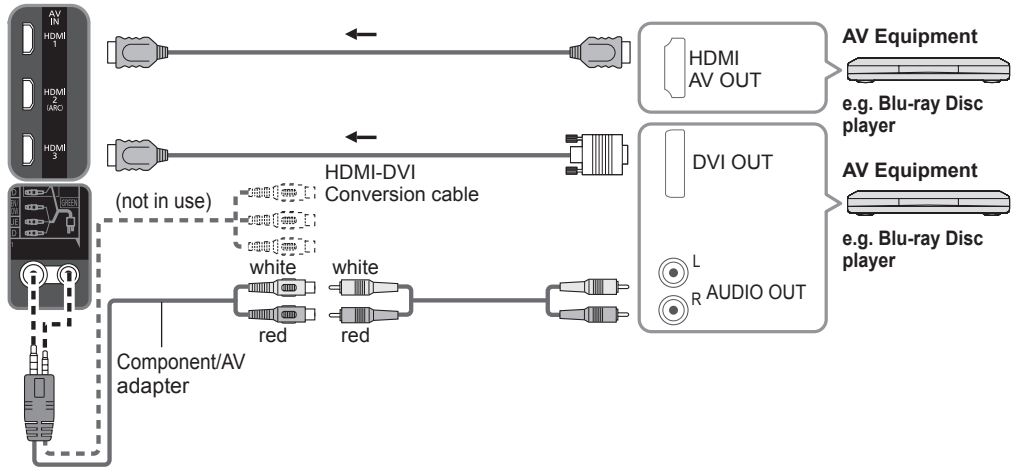 AV
IN
HDMI
1
HDMI
2
(ARC)
HDMI
3
HDMI
AV OUT
AV Equipment
e.g. Blu-ray Disc
player
HDMI-DVI
Conversion cable
DVI OUT
AV Equipment
e.g. Blu-ray Disc
player
(not in use)
GREEN
white
white
L
R
AUDIO OUT
red
red
Component/AV
adapter